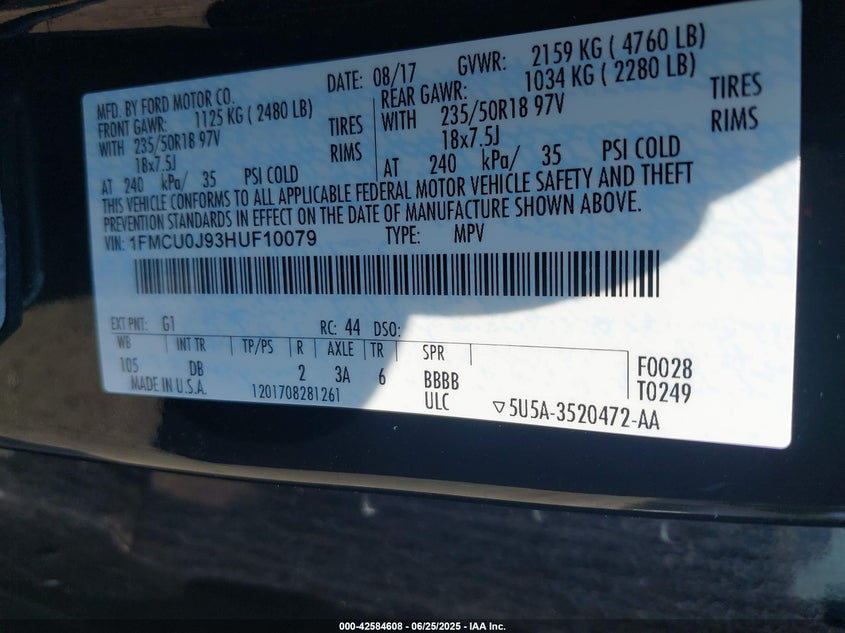 MFD. BY FORD MOTOR CO.
DATE: 08/17
GVWR: 2159 KG ( 4760 LB)
FRONT GAWR: 1125 KG ( 2480 LB)
REAR GAWR: 1034 KG ( 2280 LB)
WITH 235/50R18 97V TIRES
WITH 235/50R18 97V TIRES
18x7.5J RIMS
18x7.5J RIMS
AT 240 kPa/ 35 PSI COLD
AT 240 kPa/ 35 PSI COLD
THIS VEHICLE CONFORMS TO ALL APPLICABLE FEDERAL MOTOR VEHICLE SAFETY AND THEFT
PREVENTION STANDARDS IN EFFECT ON THE DATE OF MANUFACTURE SHOWN ABOVE.
VIN: 1FMCU0J93HUF10079 TYPE: MPV
EXT PNT: G1 RC: 44 DSO:
WB INT TR TP/PS R AXLE TR SPR
105 DB 2 3A 6 BBBB
F0028
T0249
MADE IN U.S.A. 1201708281261 ULC
▽5U5A-3520472-AA
000-42584608 - 06/25/2025 - IAA Inc.